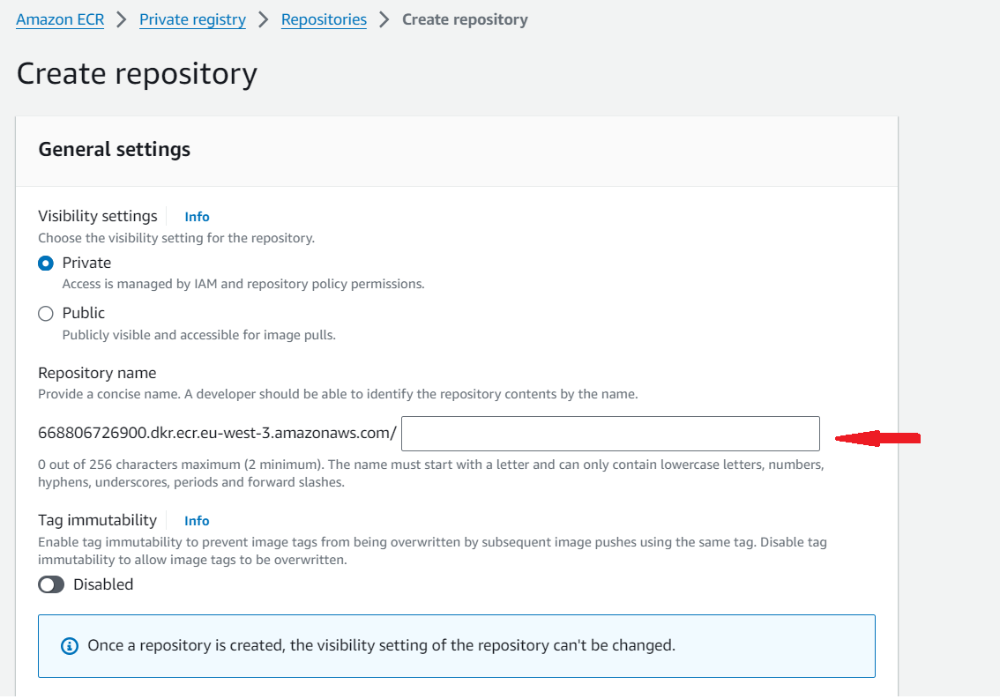 Amazon ECR > Private registry > Repositories > Create repository
Create repository
General settings
Visibility settings Info
Choose the visibility setting for the repository.
Private
Access is managed by IAM and repository policy permissions.
Public
Publicly visible and accessible for image pulls.
Repository name
Provide a concise name. A developer should be able to identify the repository contents by the name.
668806726900.dkr.ecr.eu-west-3.amazonaws.com/
0 out of 256 characters maximum (2 minimum). The name must start with a letter and can only contain lowercase letters, numbers,
hyphens, underscores, periods and forward slashes.
Tag immutability Info
Enable tag immutability to prevent image tags from being overwritten by subsequent image pushes using the same tag. Disable tag
immutability to allow image tags to be overwritten.
Disabled
Once a repository is created, the visibility setting of the repository can't be changed.